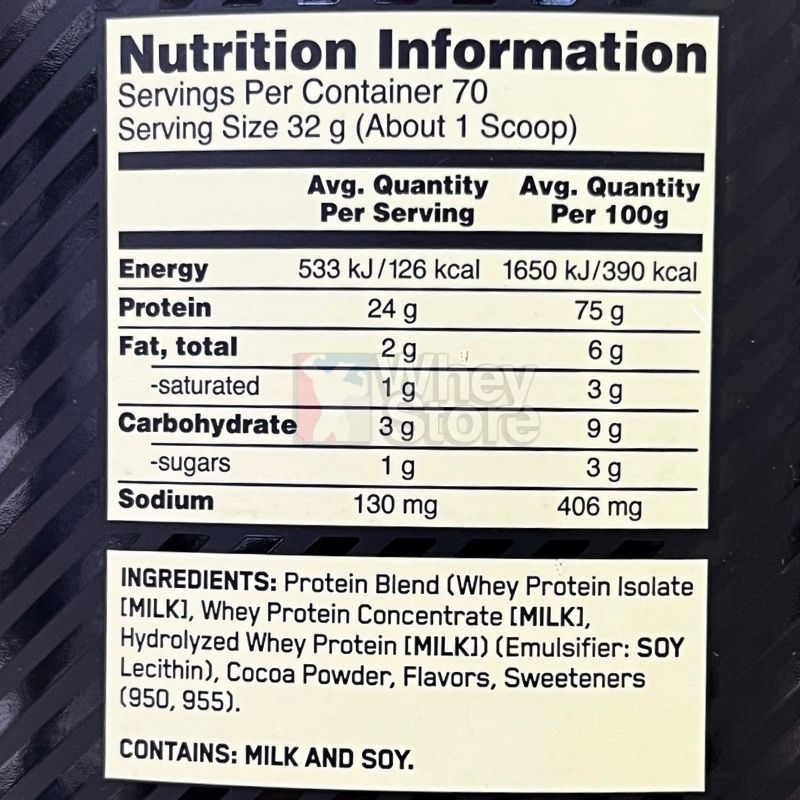 Nutrition Information
Servings Per Container 70
Serving Size 32 g (About 1 Scoop)
Avg. Quantity Per Serving Avg. Quantity Per 100g
Energy 533 kJ/126 kcal 1650 kJ/390 kcal
Protein 24 g 75 g
Fat, total 2 g 6 g
-saturated 1 g 3 g
Carbohydrate 3 g 9 g
-sugars 1 g 3 g
Sodium 130 mg 406 mg
Whey
Store
INGREDIENTS: Protein Blend (Whey Protein Isolate
[MILK], Whey Protein Concentrate [MILK],
Hydrolyzed Whey Protein [MILK]) (Emulsifier: SOY
Lecithin), Cocoa Powder, Flavors, Sweeteners
(950, 955).
CONTAINS: MILK AND SOY.